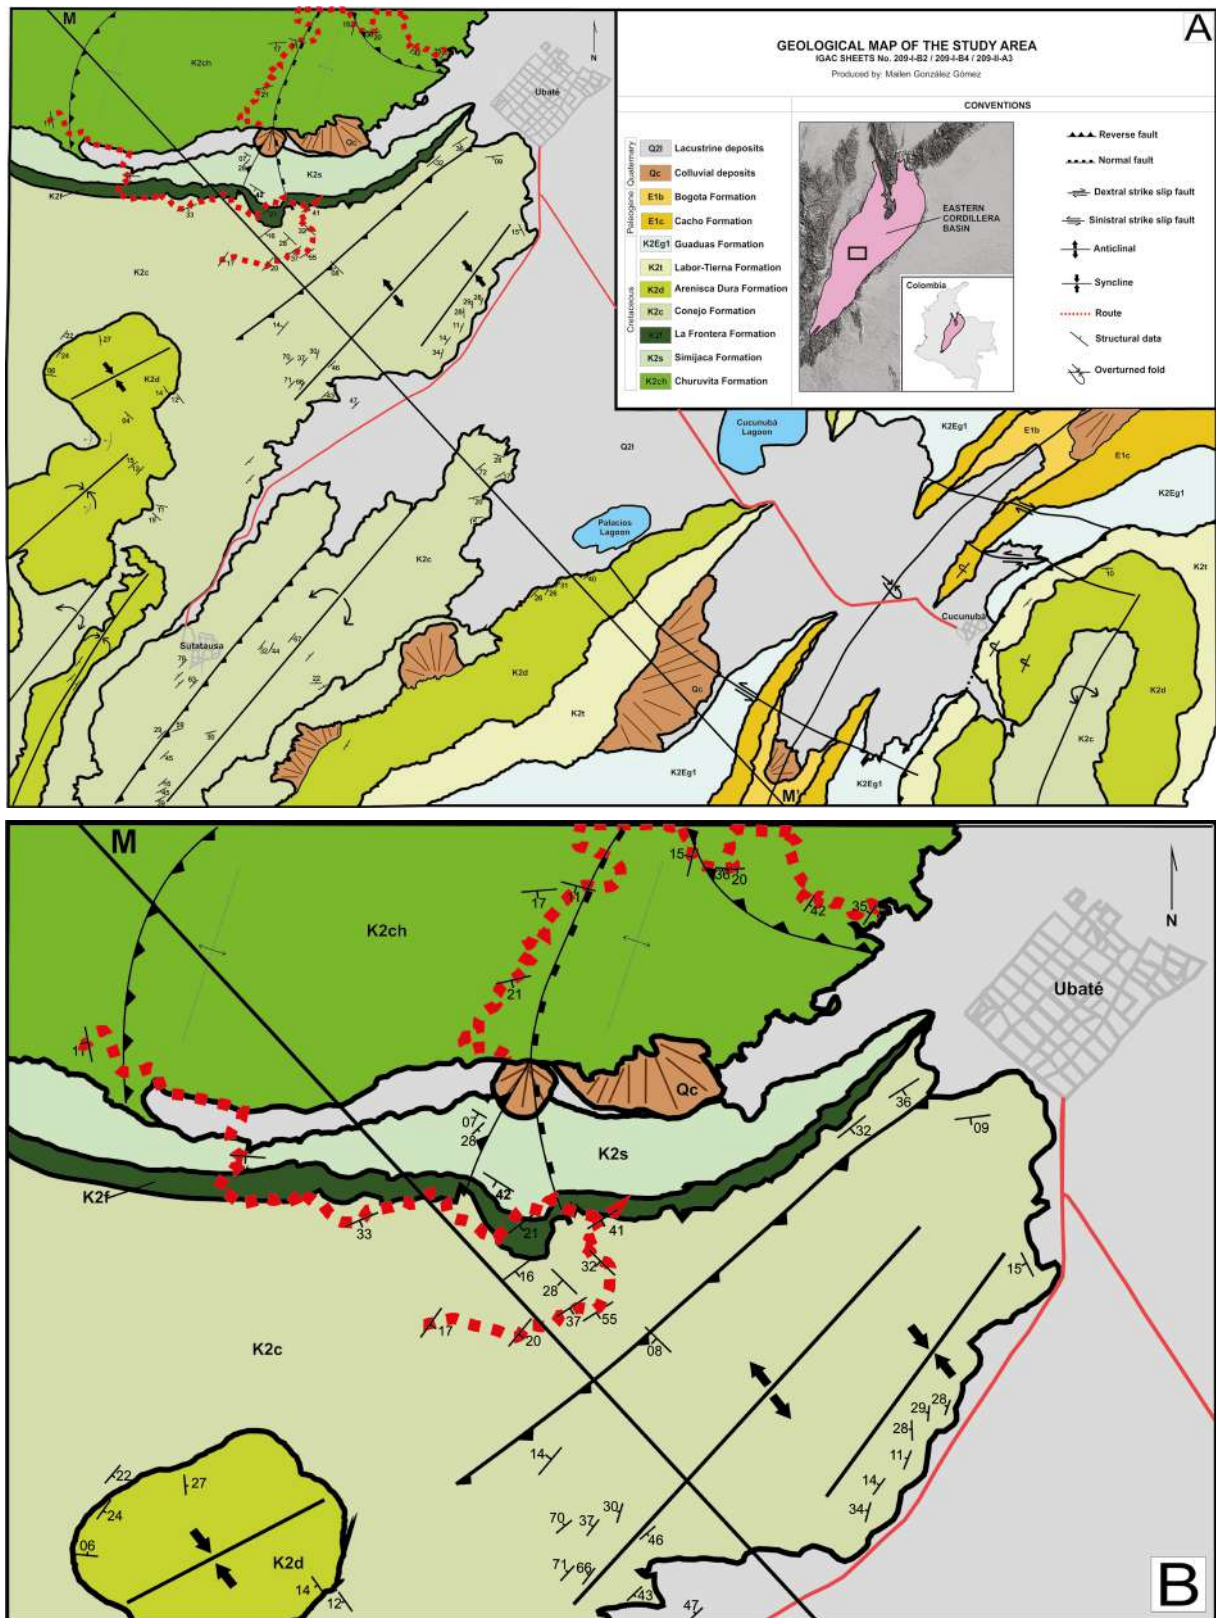 A
GEOLOGICAL MAP OF THE STUDY AREA
IGAC SHEETS No. 209-I-B2 / 209-I-B4 / 209-II-A3
Produced by: Mailen González Gómez
CONVENTIONS
Quaternary
Paleogene
Cretaceous
Q2l Lacustrine deposits
Qc Colluvial deposits
E1b Bogota Formation
E1c Cacho Formation
K2Eg1 Guaduas Formation
K2t Labor-Tierna Formation
K2d Arenisca Dura Formation
K2c Conejo Formation
K2f La Frontera Formation
K2s Simijaca Formation
K2ch Churuvita Formation
EASTERN
CORDILLERA
BASIN
Colombia
Reverse fault
Normal fault
Dextral strike slip fault
Sinistral strike slip fault
Anticlinal
Syncline
Route
Structural data
Overturned fold
M
K2ch
N
Ubaté
Qc
K2s
K2f
K2c
K2d
Q2l
Cucunubá
Lagoon
Palacios
Lagoon
K2Eg1
E1b
E1c
K2Eg1
K2t
K2c
Sutatausa
Cucunubá
K2d
K2t
Qc
K2Eg1
M'
K2Eg1
K2d
K2c
M
K2ch
17
11
15
36
20
42
35
N
21
Ubaté
11
Qc
07
28
K2s
36
32
09
K2f
42
33
21
41
32
16
28
15
37
55
17
20
K2c
08
28
29
28
14
11
22
27
14
24
34
70
37
30
06
46
K2d
71
66
14
12
43
47
B